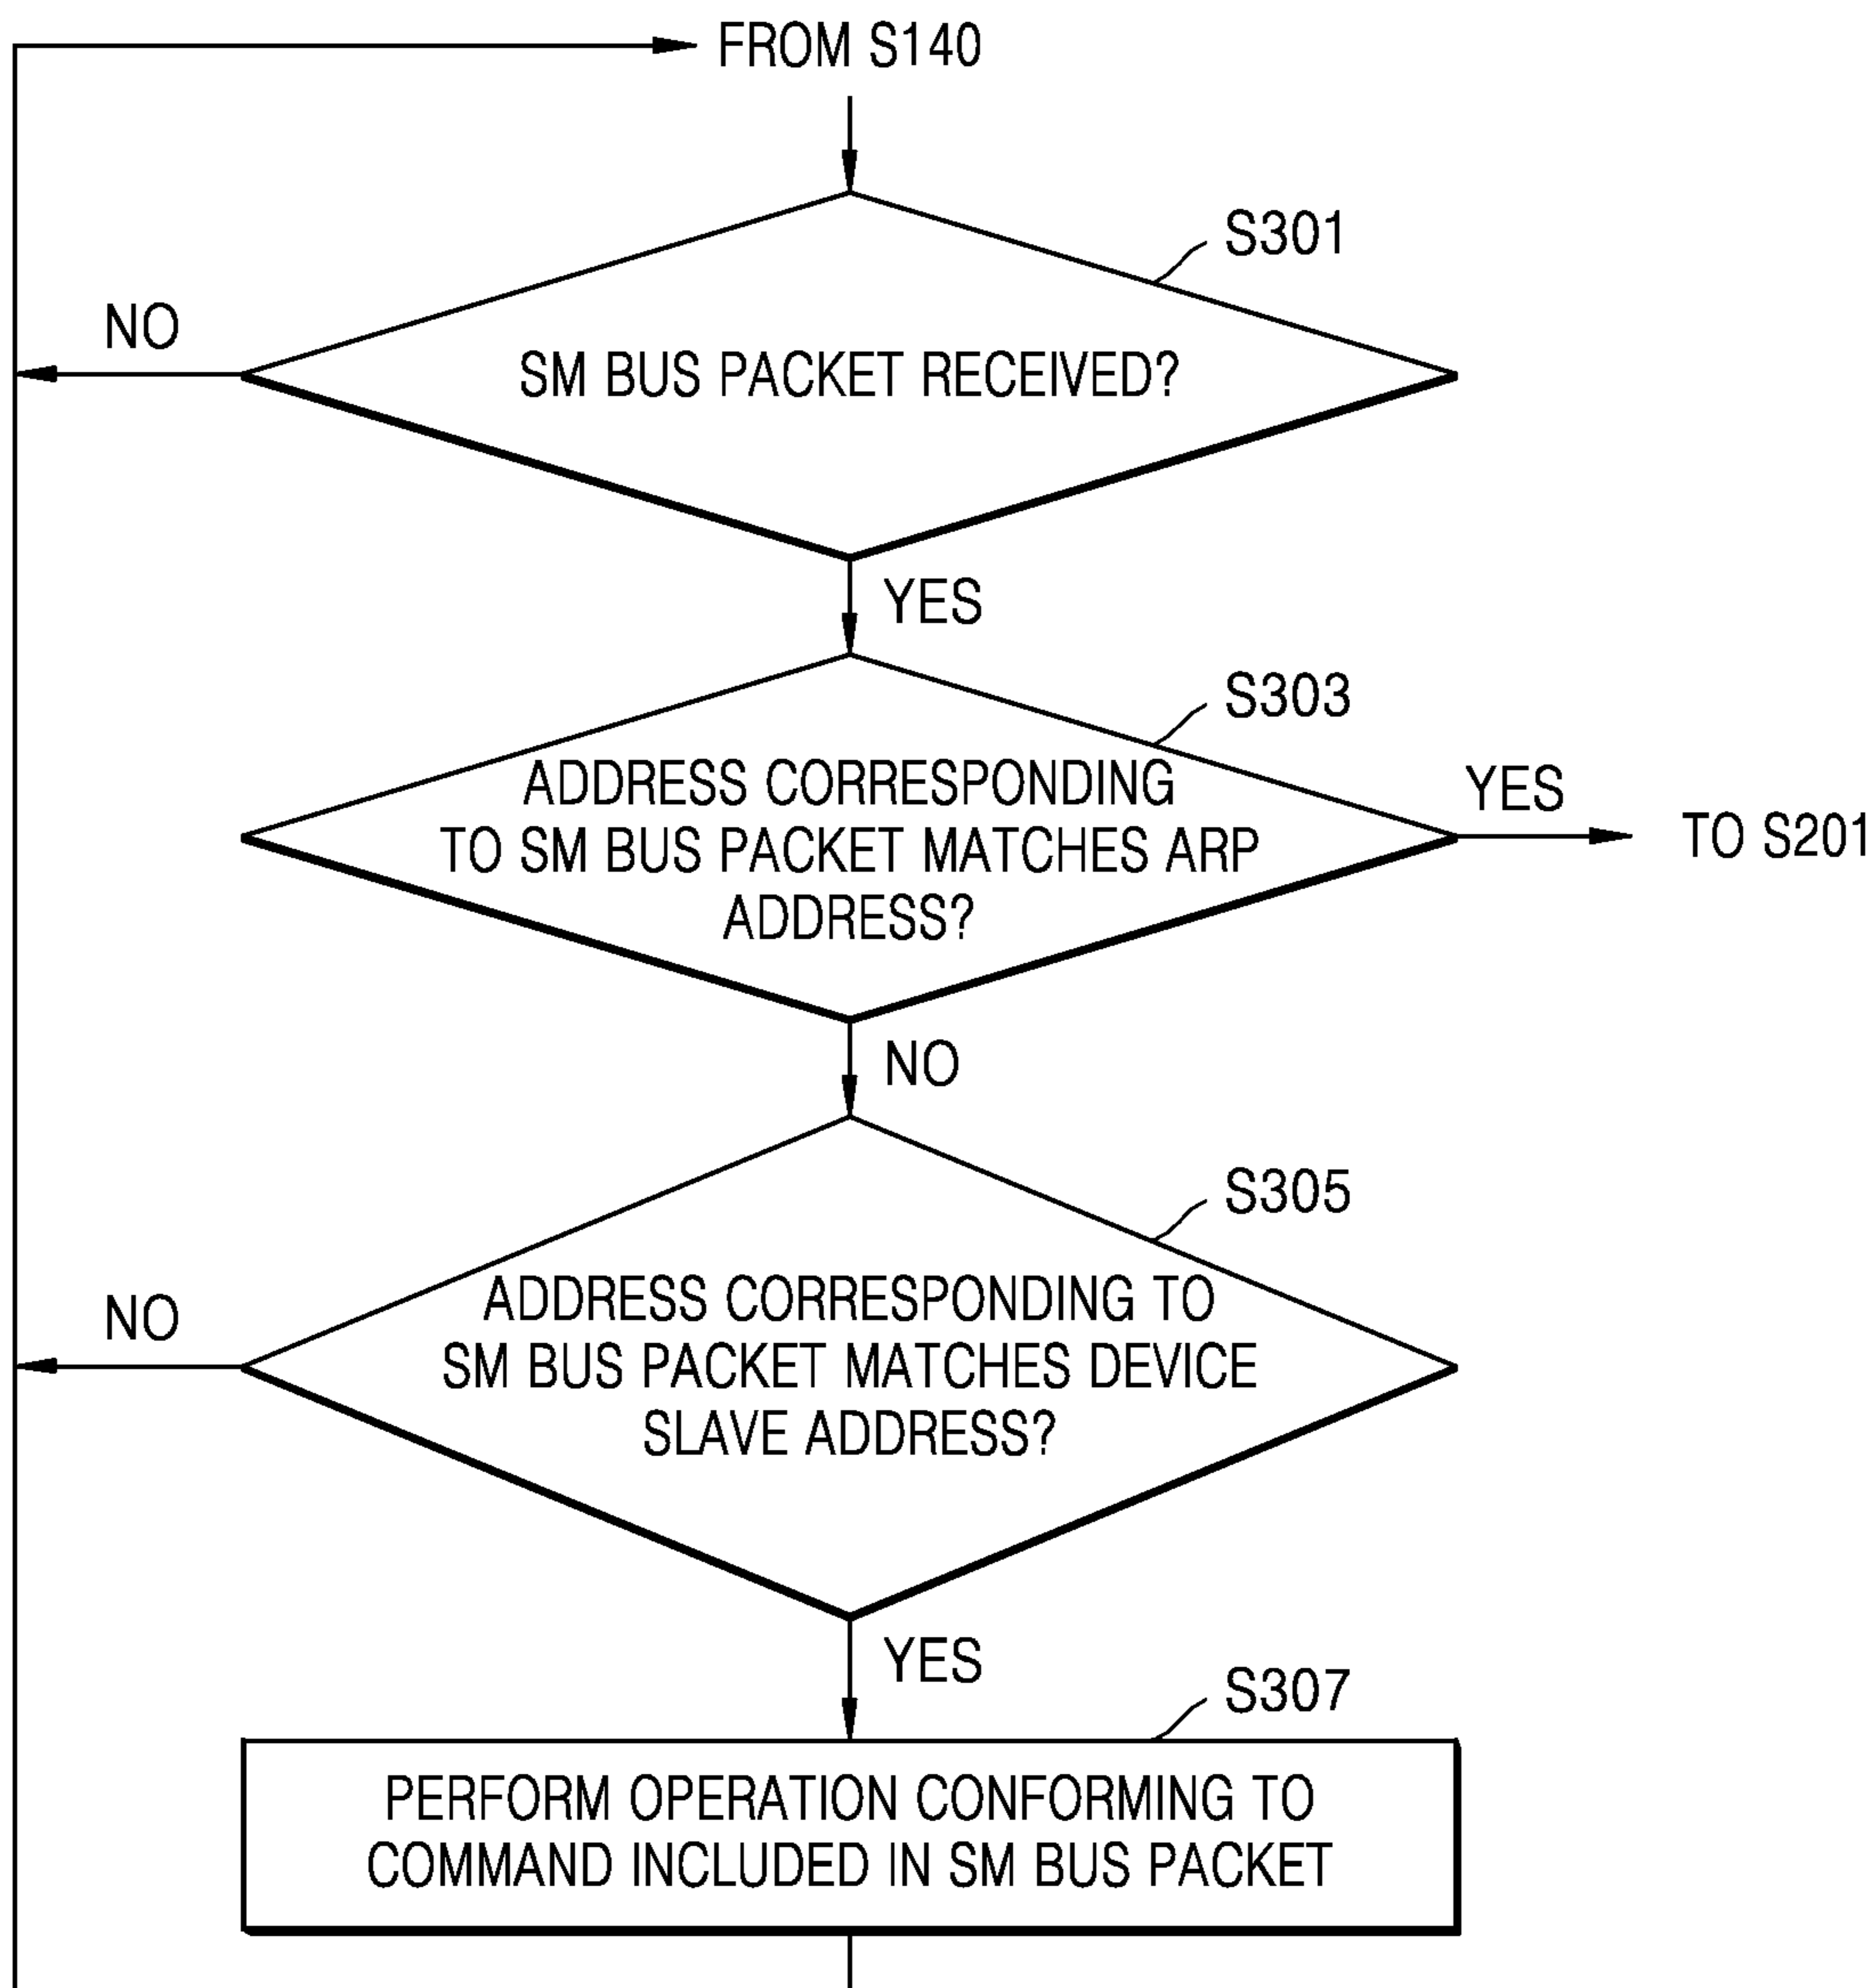 FROM S140
S301
NO
SM BUS PACKET RECEIVED?
YES
S303
ADDRESS CORRESPONDING
TO SM BUS PACKET MATCHES ARP
ADDRESS?
YES
TO S201
NO
S305
ADDRESS CORRESPONDING TO
SM BUS PACKET MATCHES DEVICE
SLAVE ADDRESS?
NO
YES
S307
PERFORM OPERATION CONFORMING TO
COMMAND INCLUDED IN SM BUS PACKET